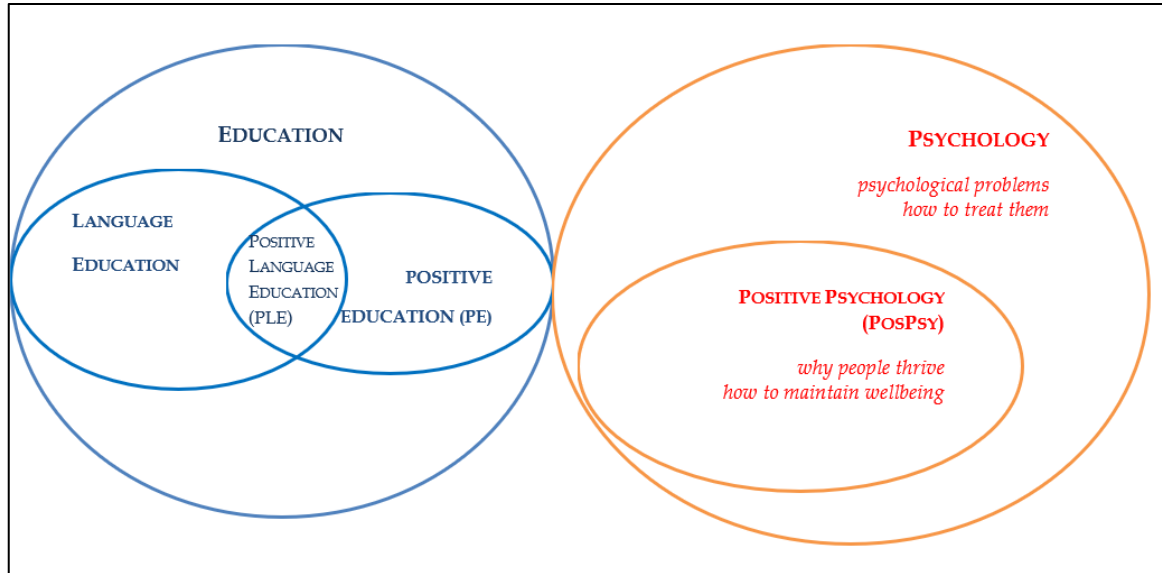 EDUCATION
LANGUAGE
EDUCATION
POSITIVE
LANGUAGE
EDUCATION
(PLE)
POSITIVE
EDUCATION (PE)
PSYCHOLOGY
psychological problems
how to treat them
POSITIVE PSYCHOLOGY
(POSPSY)
why people thrive
how to maintain wellbeing